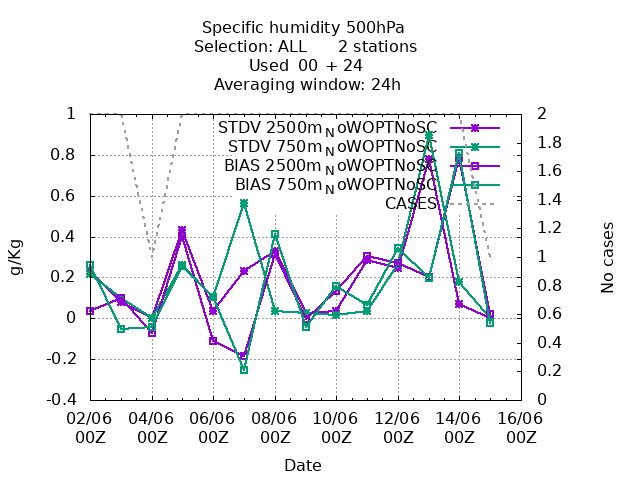 Specific humidity 500hPa
Selection: ALL 2 stations
Used 00 + 24
Averaging window: 24h
STDV 2500m_NoWOPTNoSC
STDV 750m_NoWOPTNoSC
BIAS 2500m_NoWOPTNoSC
BIAS 750m_NoWOPTNoSC
CASES
1
0.8
0.6
0.4
0.2
0
-0.2
-0.4
g/Kg
2
1.8
1.6
1.4
1.2
1
0.8
0.6
0.4
0.2
0
No cases
02/06 04/06 06/06 08/06 10/06 12/06 14/06 16/06
00Z 00Z 00Z 00Z 00Z 00Z 00Z 00Z
Date